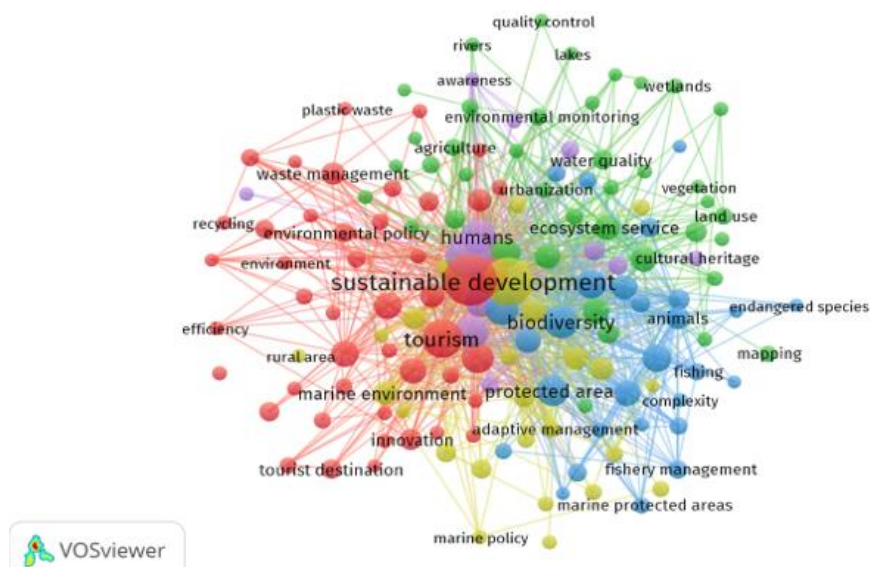 quality control
rivers
lakes
awareness
wetlands
plastic waste
environmental monitoring
agriculture
water quality
waste management
urbanization
vegetation
recycling
land use
environmental policy
ecosystem service
humans
cultural heritage
environment
sustainable development
endangered species
efficiency
biodiversity
animals
tourism
rural area
mapping
fishing
marine environment
protected area
complexity
adaptive management
innovation
tourist destination
fishery management
marine protected areas
marine policy
VOSviewer